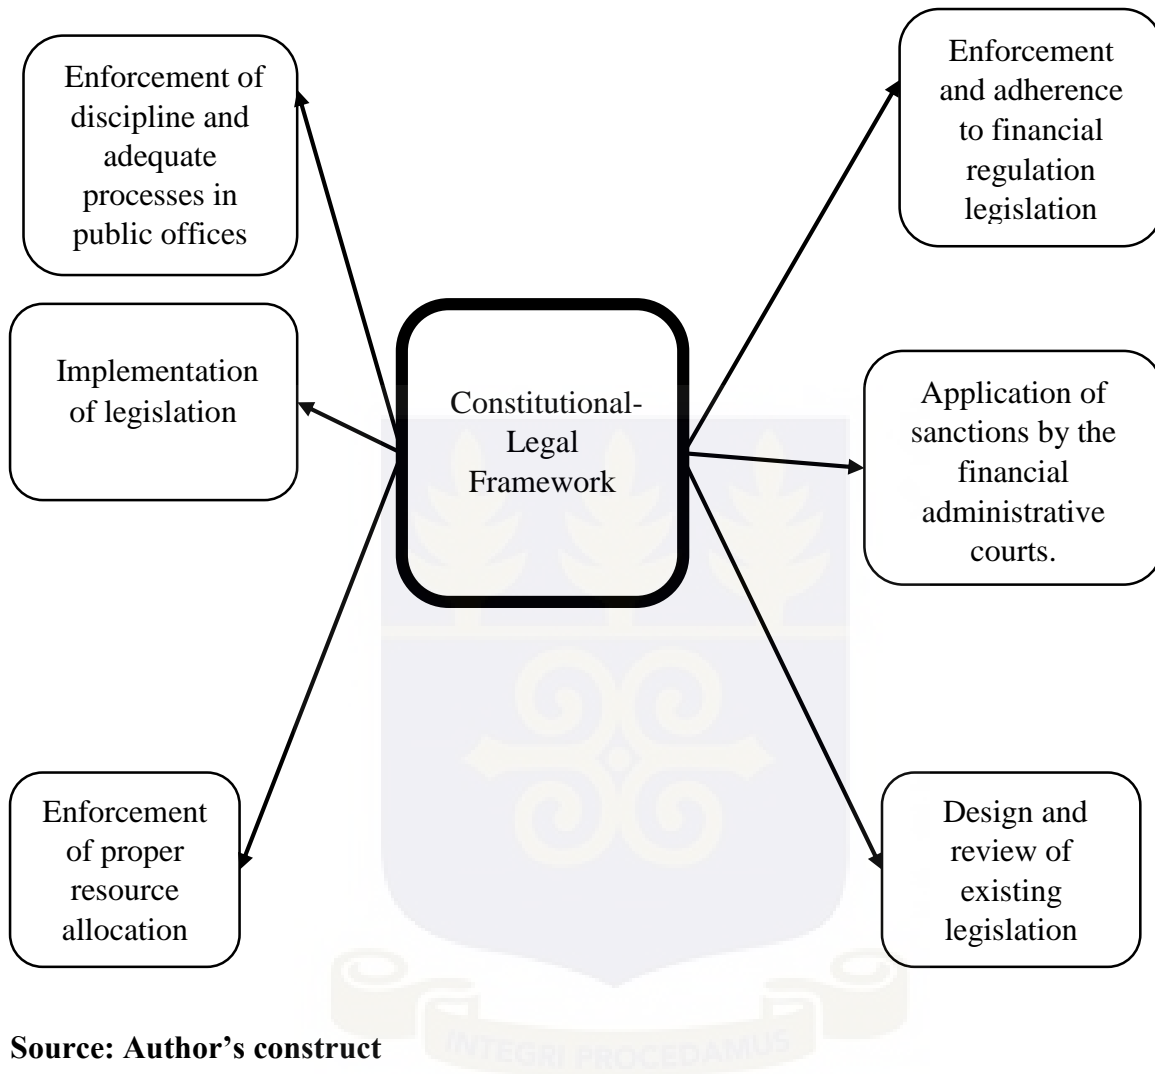 Enforcement of
discipline and
adequate
processes in
public offices
Implementation
of legislation
Enforcement
of proper
resource
allocation
Constitutional-
Legal
Framework
Enforcement
and adherence
to financial
regulation
legislation
Application of
sanctions by the
financial
administrative
courts.
Design and
review of
existing
legislation
INTEGRI PROCEDAMUS
Source: Author’s construct